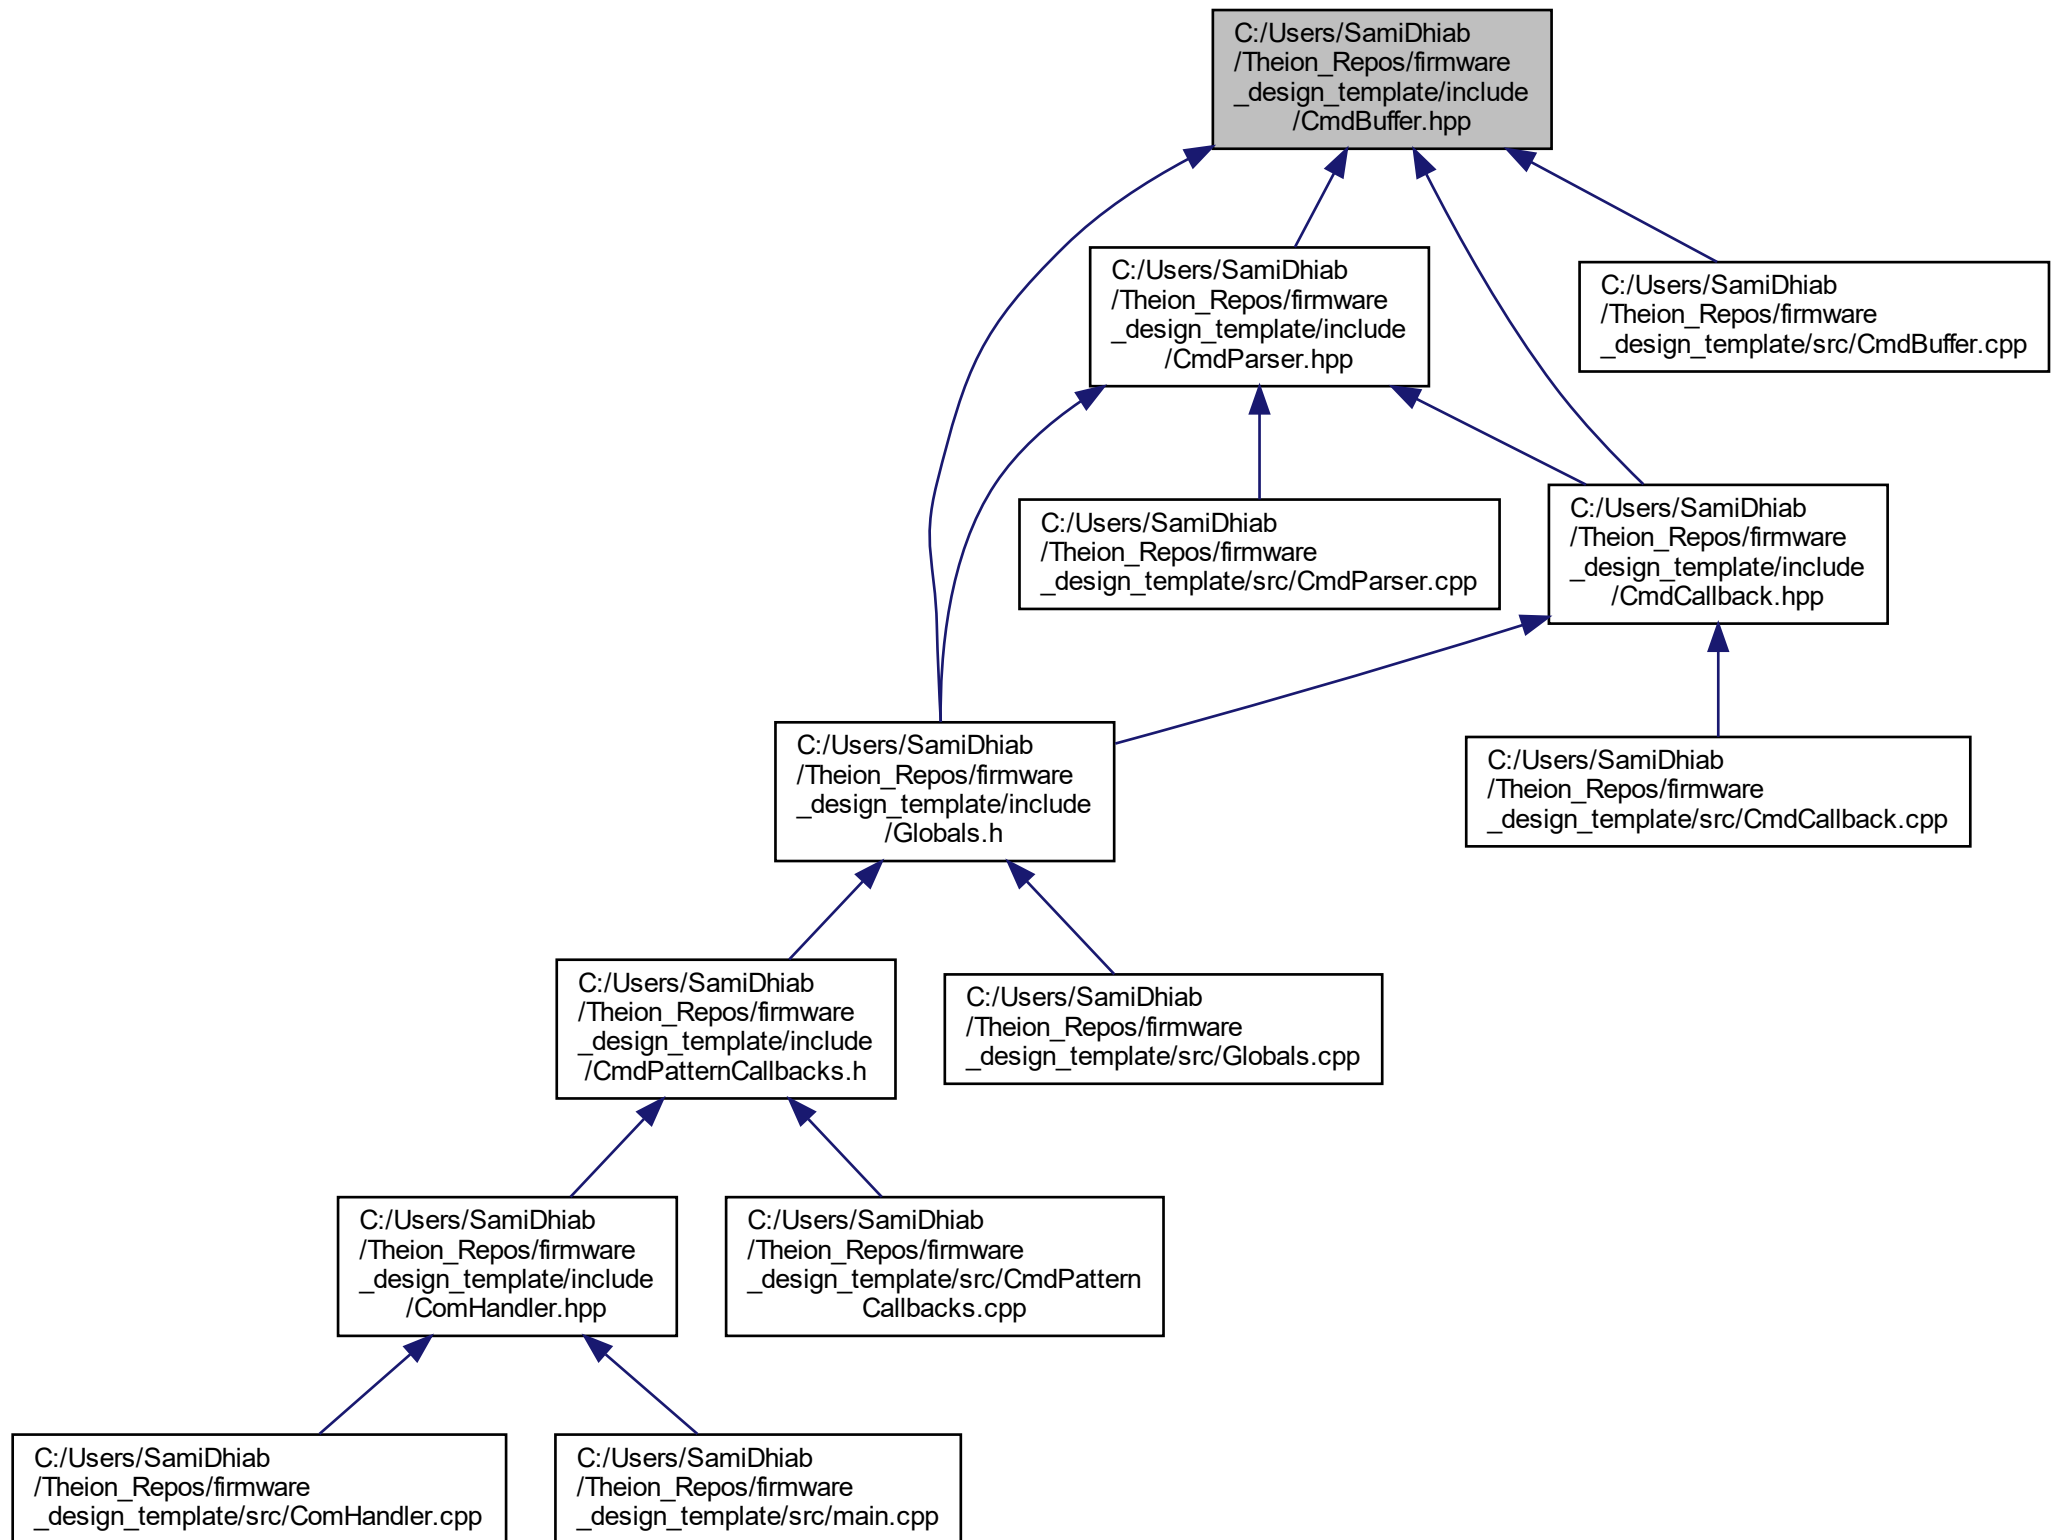 C:/Users/SamiDhiab
/Theion_Repos/firmware
_design_template/include
/CmdBuffer.hpp
C:/Users/SamiDhiab
/Theion_Repos/firmware
_design_template/include
/CmdParser.hpp
C:/Users/SamiDhiab
/Theion_Repos/firmware
_design_template/src/CmdBuffer.cpp
C:/Users/SamiDhiab
/Theion_Repos/firmware
_design_template/src/CmdParser.cpp
C:/Users/SamiDhiab
/Theion_Repos/firmware
_design_template/include
/CmdCallback.hpp
C:/Users/SamiDhiab
/Theion_Repos/firmware
_design_template/include
/Globals.h
C:/Users/SamiDhiab
/Theion_Repos/firmware
_design_template/src/CmdCallback.cpp
C:/Users/SamiDhiab
/Theion_Repos/firmware
_design_template/include
/CmdPatternCallbacks.h
C:/Users/SamiDhiab
/Theion_Repos/firmware
_design_template/src/Globals.cpp
C:/Users/SamiDhiab
/Theion_Repos/firmware
_design_template/include
/ComHandler.hpp
C:/Users/SamiDhiab
/Theion_Repos/firmware
_design_template/src/CmdPattern
Callbacks.cpp
C:/Users/SamiDhiab
/Theion_Repos/firmware
_design_template/src/ComHandler.cpp
C:/Users/SamiDhiab
/Theion_Repos/firmware
_design_template/src/main.cpp